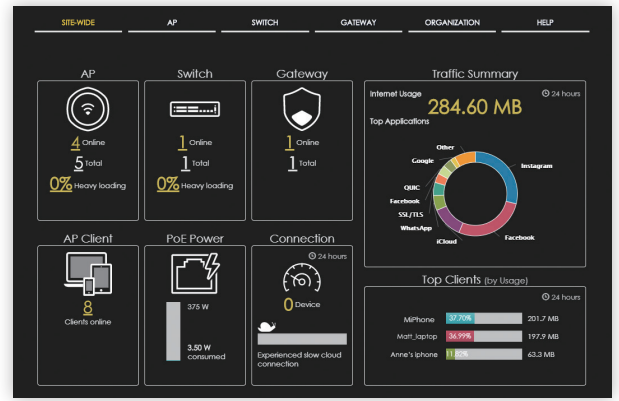 SITE-WIDE
AP
SWITCH
GATEWAY
ORGANIZATION
HELP
AP
4 Online
5 Total
0% Heavy loading
Switch
1 Online
1 Total
0% Heavy loading
Gateway
1 Online
1 Total
Traffic Summary
Internet Usage
24 hours
284.60 MB
Top Applications
Other
Google
Instagram
QUIC
Facebook
SSL/TLS
WhatsApp
iCloud
Facebook
AP Client
8
Clients online
PoE Power
375 W
3.50 W
consumed
Connection
24 hours
0 Device
Experienced slow cloud
connection
Top Clients (by Usage)
24 hours
MiPhone 37.70% 201.7 MB
Matt_laptop 36.99% 197.9 MB
Anne's iphone 11.82% 63.3 MB